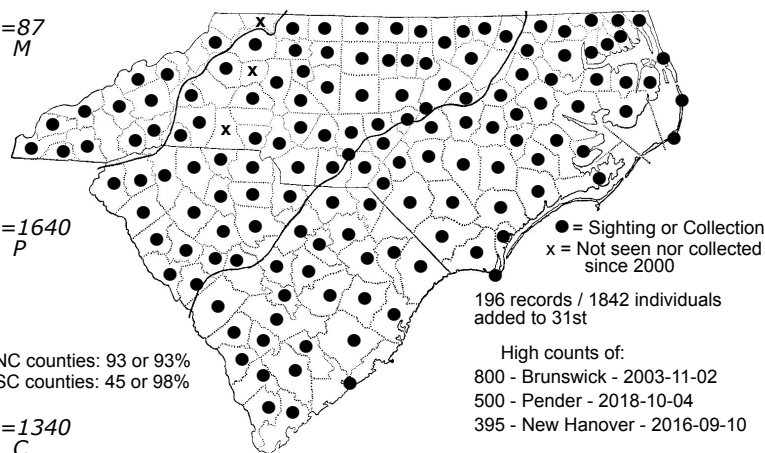 =87
M
x
x
x
=1640
P
● = Sighting or Collection
x = Not seen nor collected
since 2000
196 records / 1842 individuals
added to 31st
NC counties: 93 or 93%
SC counties: 45 or 98%
High counts of:
800 - Brunswick - 2003-11-02
500 - Pender - 2018-10-04
395 - New Hanover - 2016-09-10
=1340
C